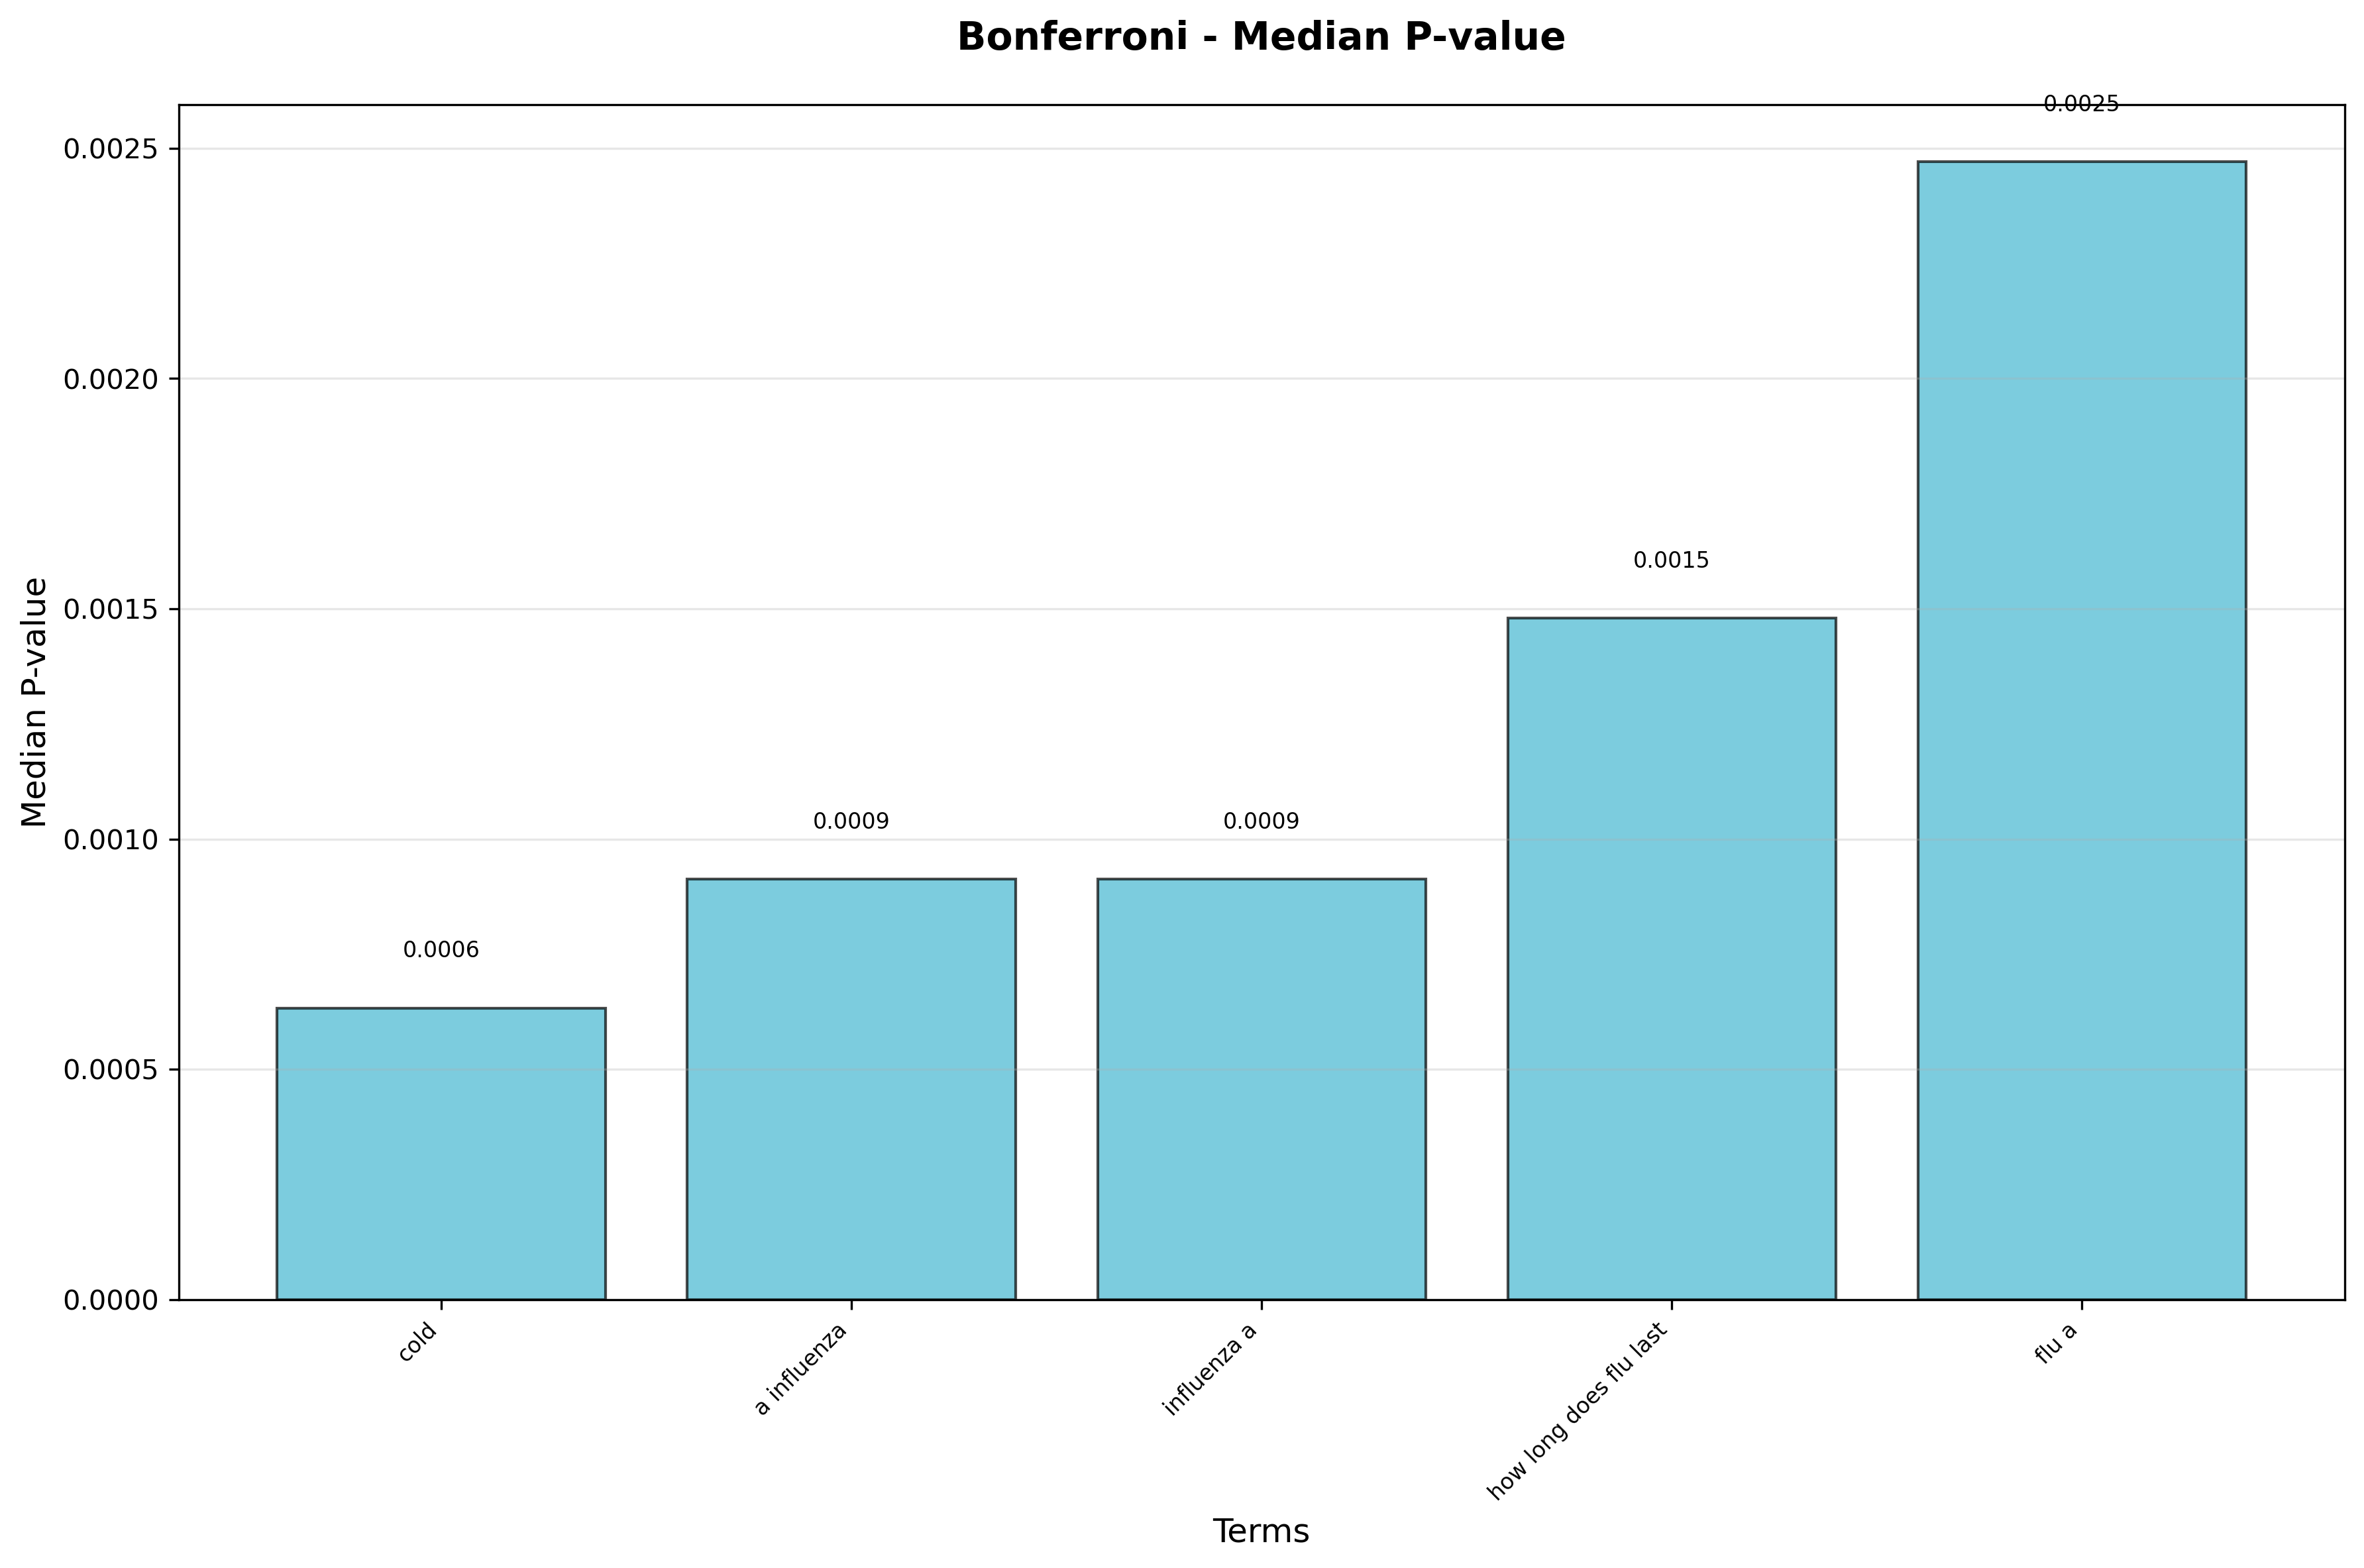 Bonferroni - Median P-value
0.0025
0.0025
0.0020
0.0015
0.0015
0.0010
0.0009
0.0009
0.0006
0.0005
0.0000
Median P-value
cold
a influenza
influenza a
how long does flu last
flu a
Terms